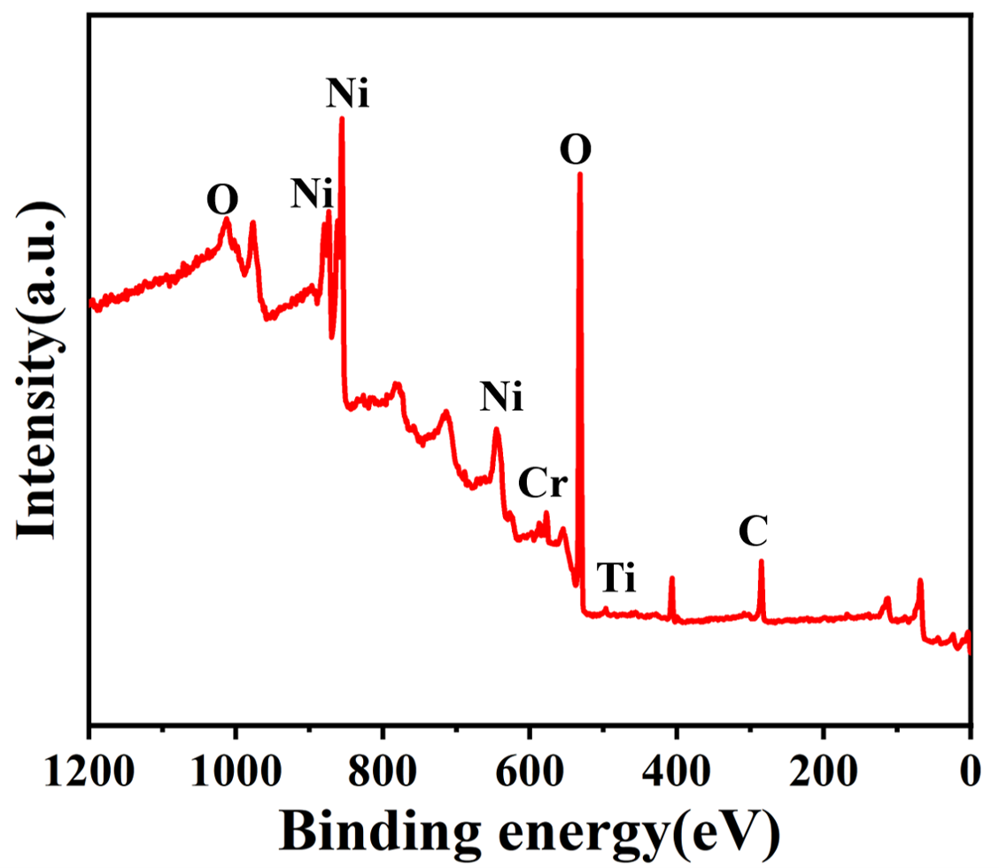 Ni
O
Ni
O
Ni
Cr
C
Ti
Intensity(a.u.)
1200 1000 800 600 400 200 0
Binding energy(eV)